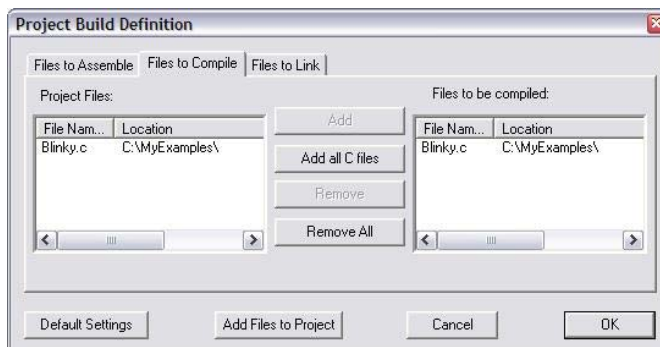 Project Build Definition
Files to Assemble Files to Compile Files to Link
Project Files:
Files to be compiled:
File Nam... Location
Blinky.c C:\MyExamples\
Add
Add all C files
Remove
Remove All
File Nam... Location
Blinky.c C:\MyExamples\
Default Settings Add Files to Project Cancel OK